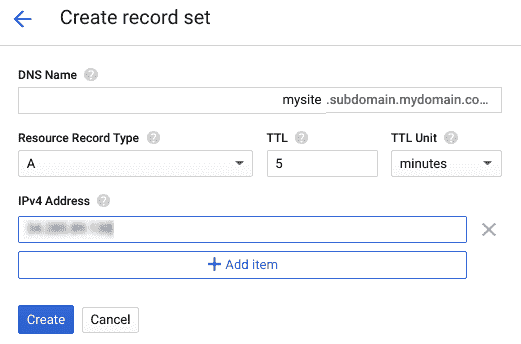 Create record set
DNS Name
mysite .subdomain.mydomain.co...
Resource Record Type TTL TTL Unit
A 5 minutes
IPv4 Address
Add item
Create Cancel